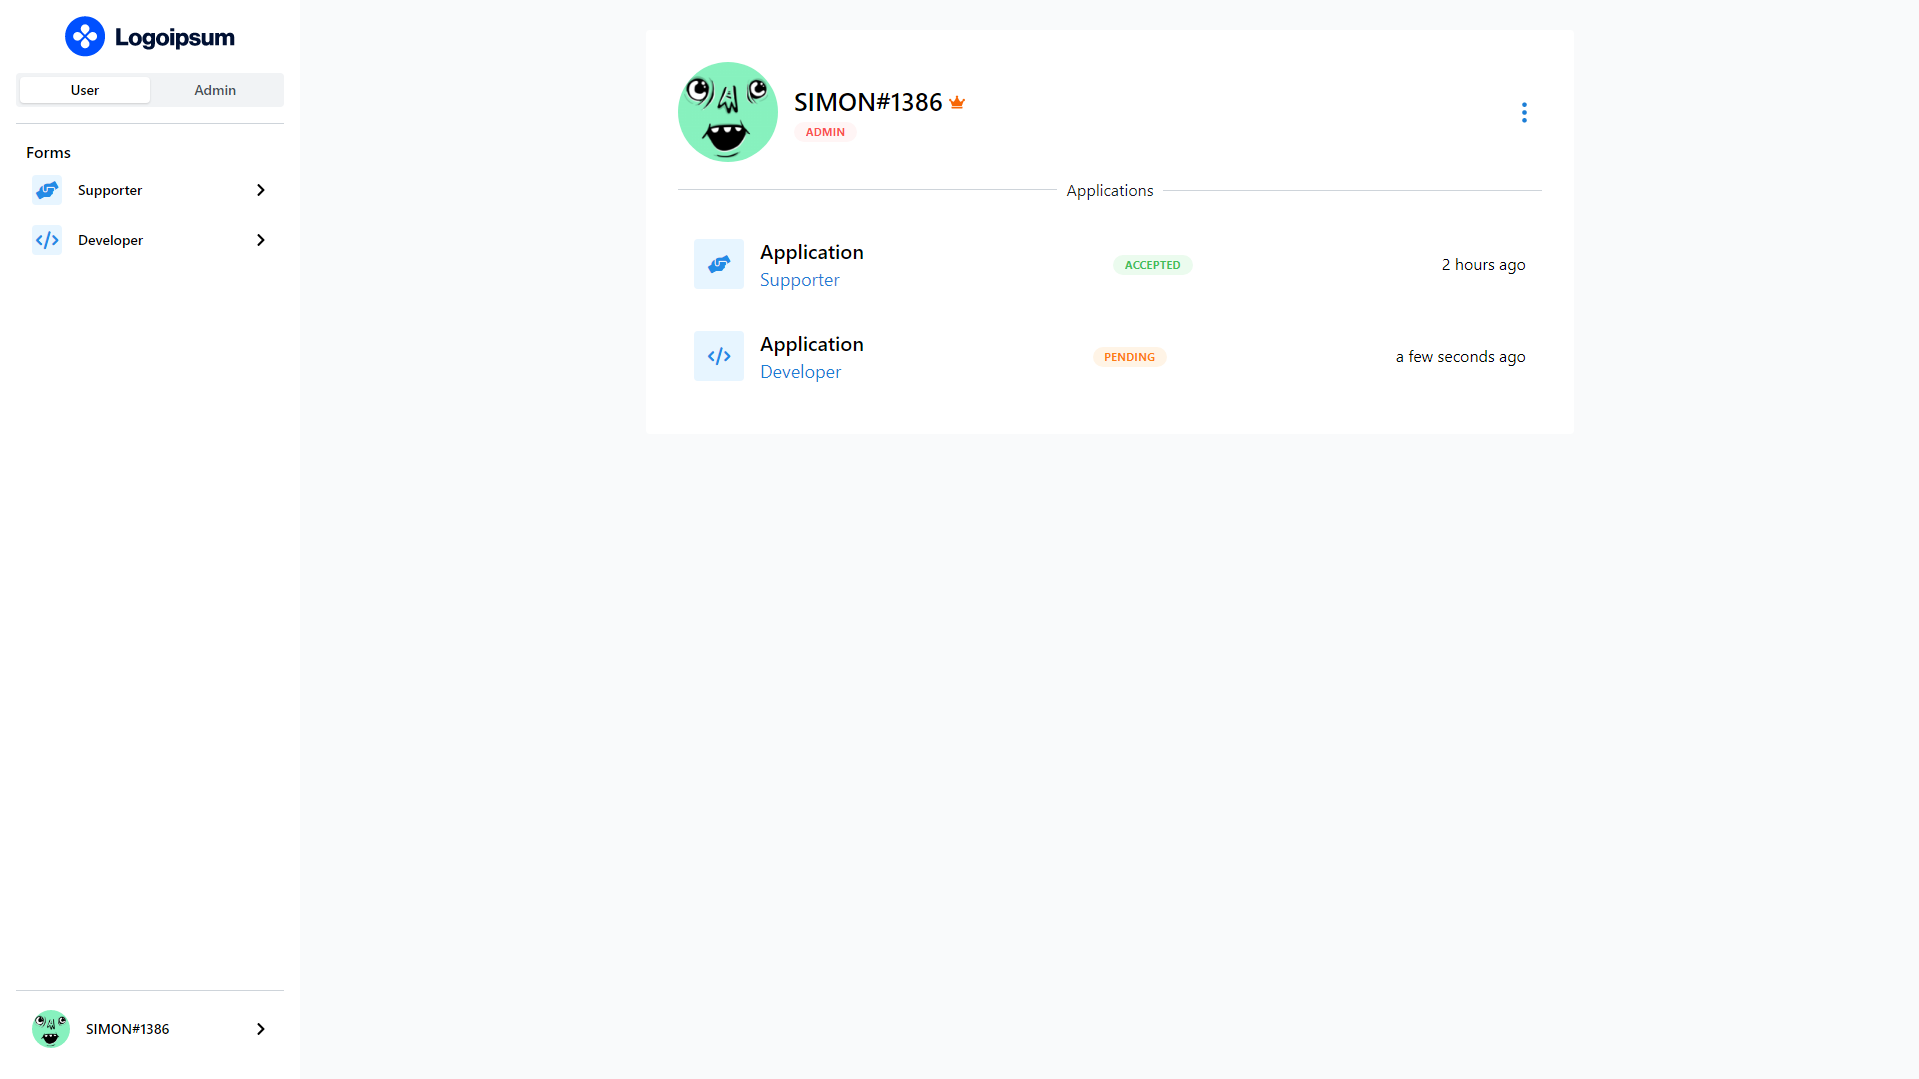 Logoipsum
User
Admin
Forms
Supporter
Developer
SIMON#1386
SIMON#1386
ADMIN
Applications
Application
Supporter
ACCEPTED
2 hours ago
Application
Developer
PENDING
a few seconds ago